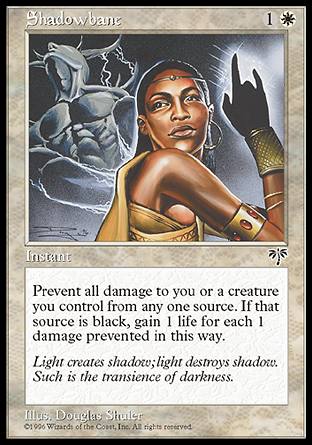 Shadowbane 1
Instant
Prevent all damage to you or a creature
you control from any one source. If that
source is black, gain 1 life for each 1
damage prevented in this way.
Light creates shadow; light destroys shadow.
Such is the transience of darkness.
Illus. Douglas Shuler
©1996 Wizards of the Coast, Inc. All rights reserved.